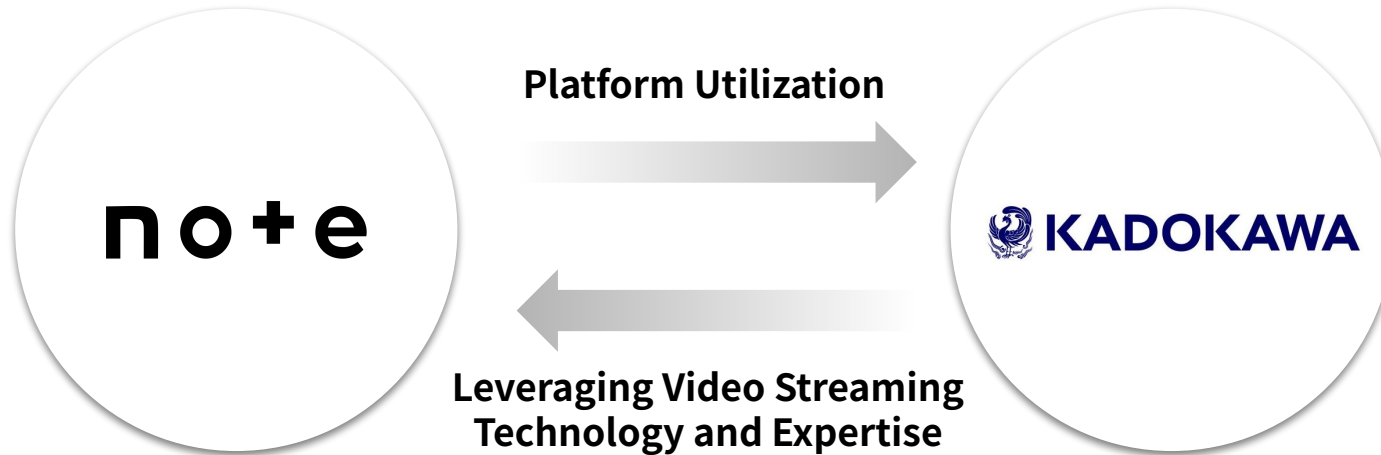 Platform Utilization
note
KADOKAWA
Leveraging Video Streaming
Technology and Expertise